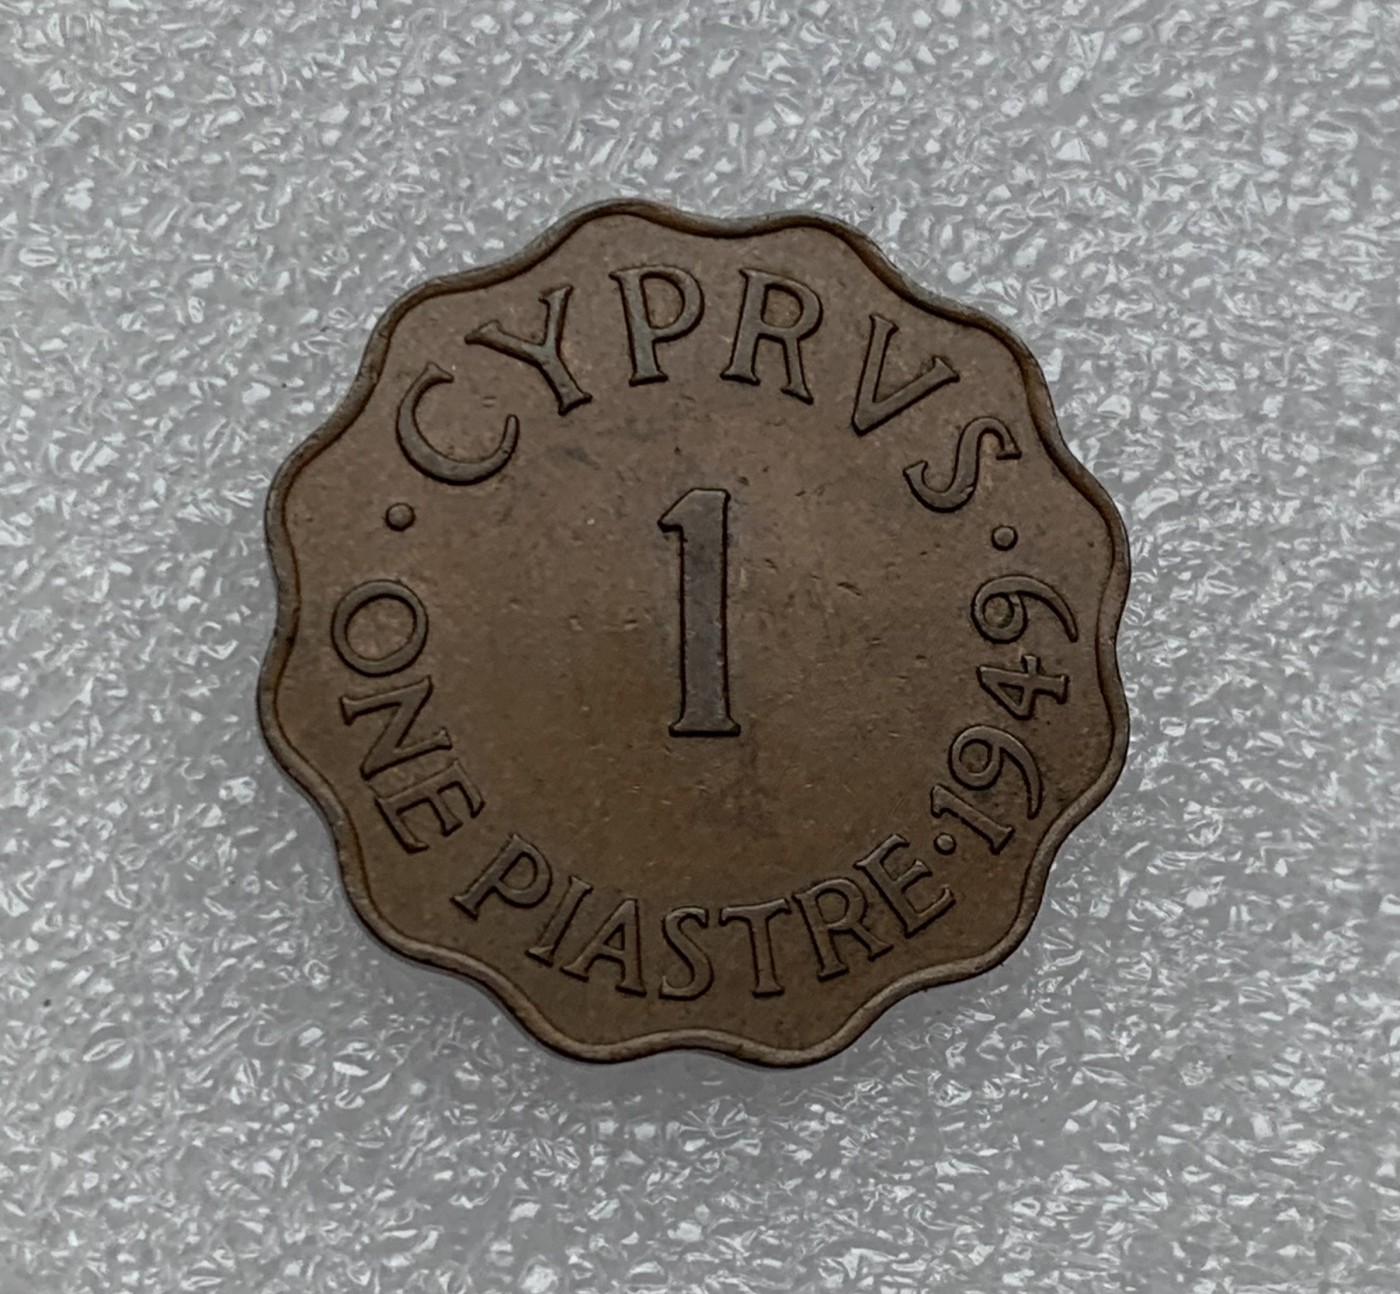 · CYPRVS ·
1
ONE PIASTRE · 1949